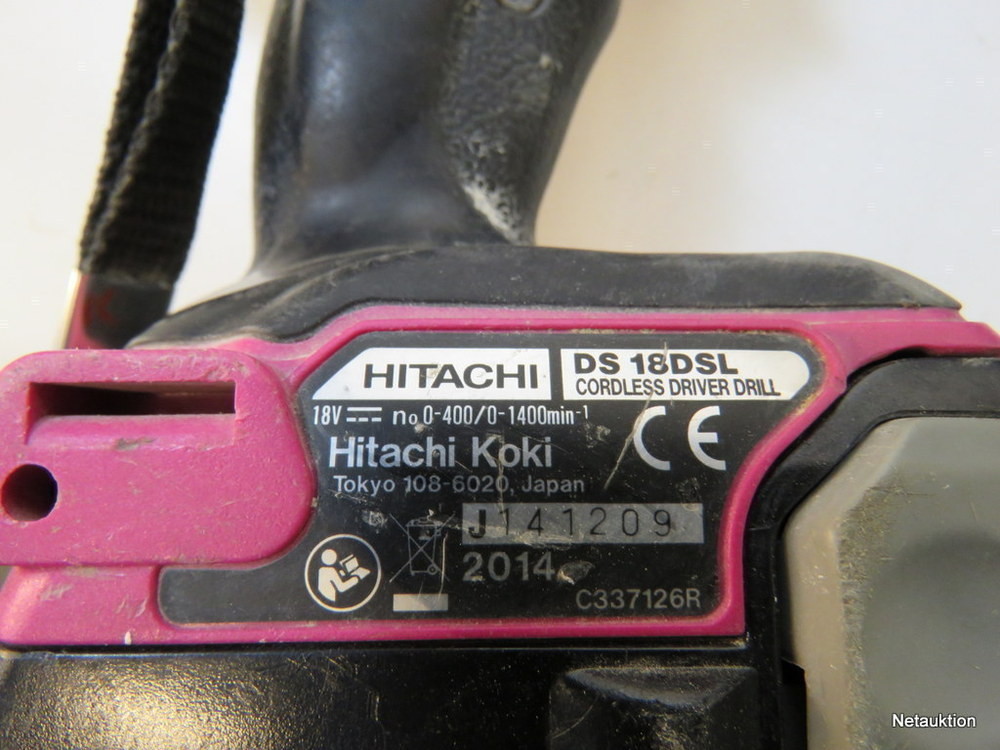 HITACHI
DS 18DSL
CORDLESS DRIVER DRILL
18V ⎓ no 0-400/0-1400min-1
CE
Hitachi Koki
Tokyo 108-6020, Japan
J141209
2014
C337126R
Netauktion